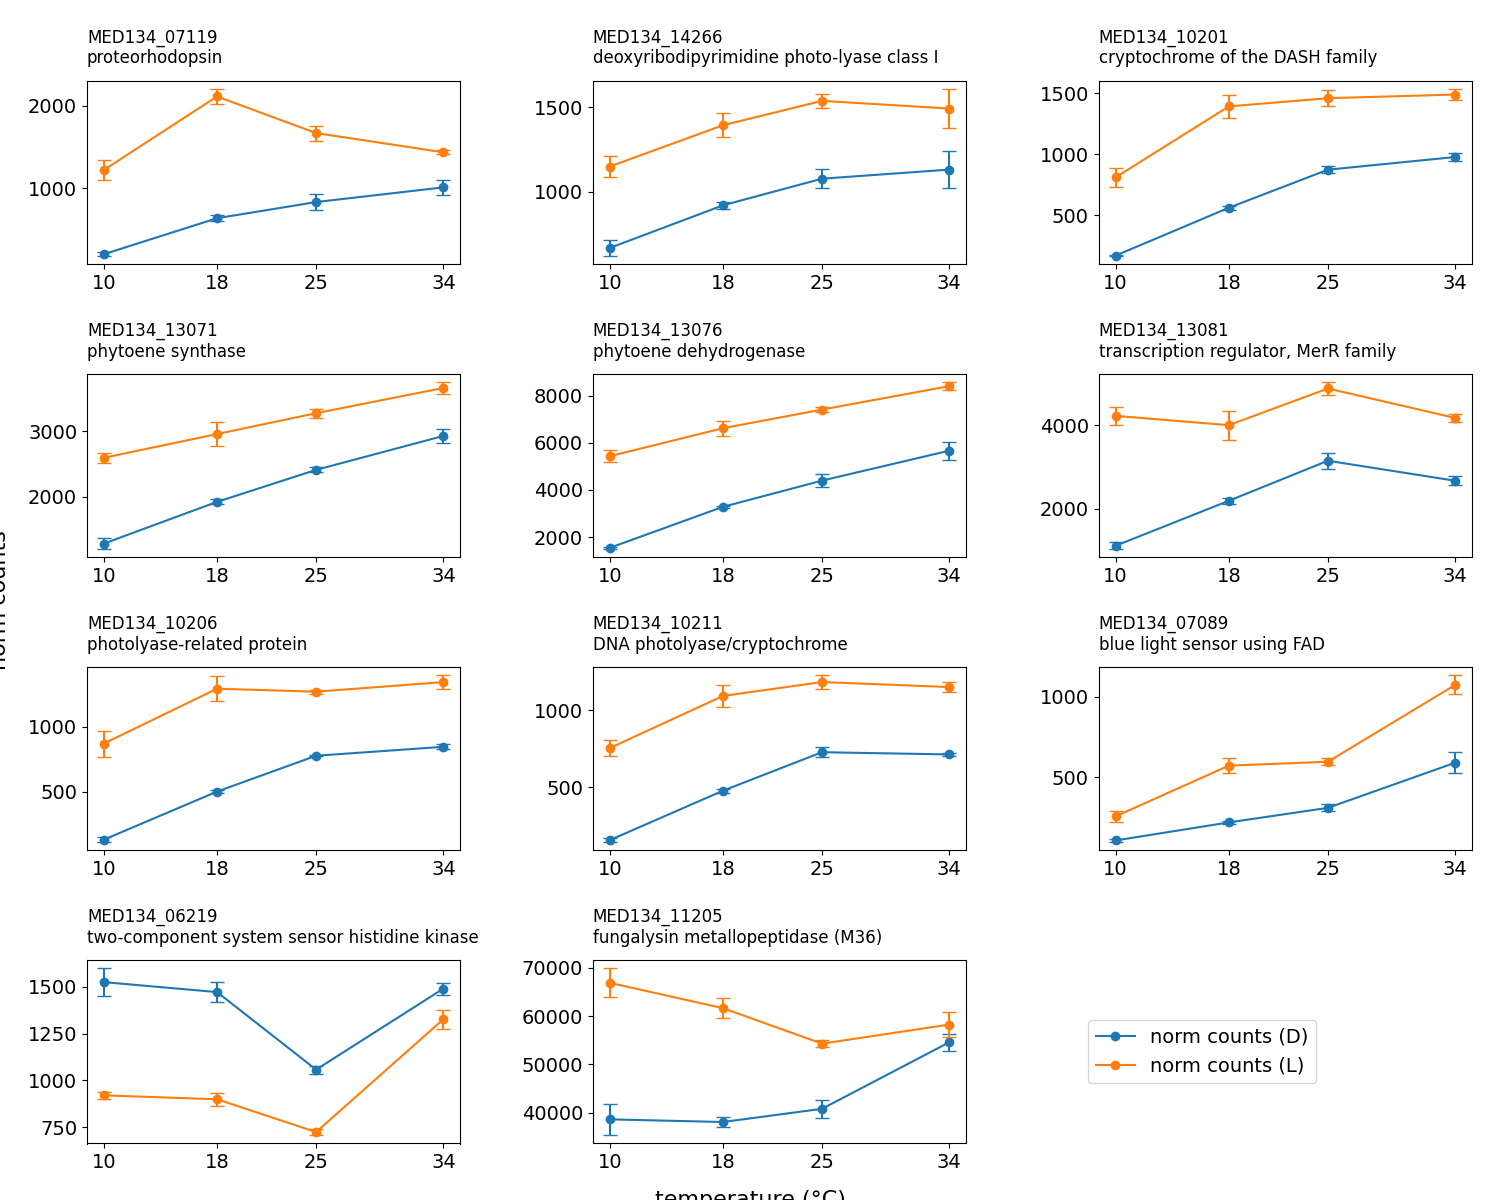 MED134_07119
proteorhodopsin
2000
1000
10 18 25 34
MED134_14266
deoxyribodipyrimidine photo-lyase class I
1500
1000
10 18 25 34
MED134_10201
cryptochrome of the DASH family
1500
1000
500
10 18 25 34
MED134_13071
phytoene synthase
3000
2000
10 18 25 34
MED134_13076
phytoene dehydrogenase
8000
6000
4000
2000
10 18 25 34
MED134_13081
transcription regulator, MerR family
4000
2000
10 18 25 34
norm counts
MED134_10206
photolyase-related protein
1000
500
10 18 25 34
MED134_10211
DNA photolyase/cryptochrome
1000
500
10 18 25 34
MED134_07089
blue light sensor using FAD
1000
500
10 18 25 34
MED134_06219
two-component system sensor histidine kinase
1500
1250
1000
750
10 18 25 34
MED134_11205
fungalysin metallopeptidase (M36)
70000
60000
50000
40000
10 18 25 34
norm counts (D)
norm counts (L)
temperature (°C)